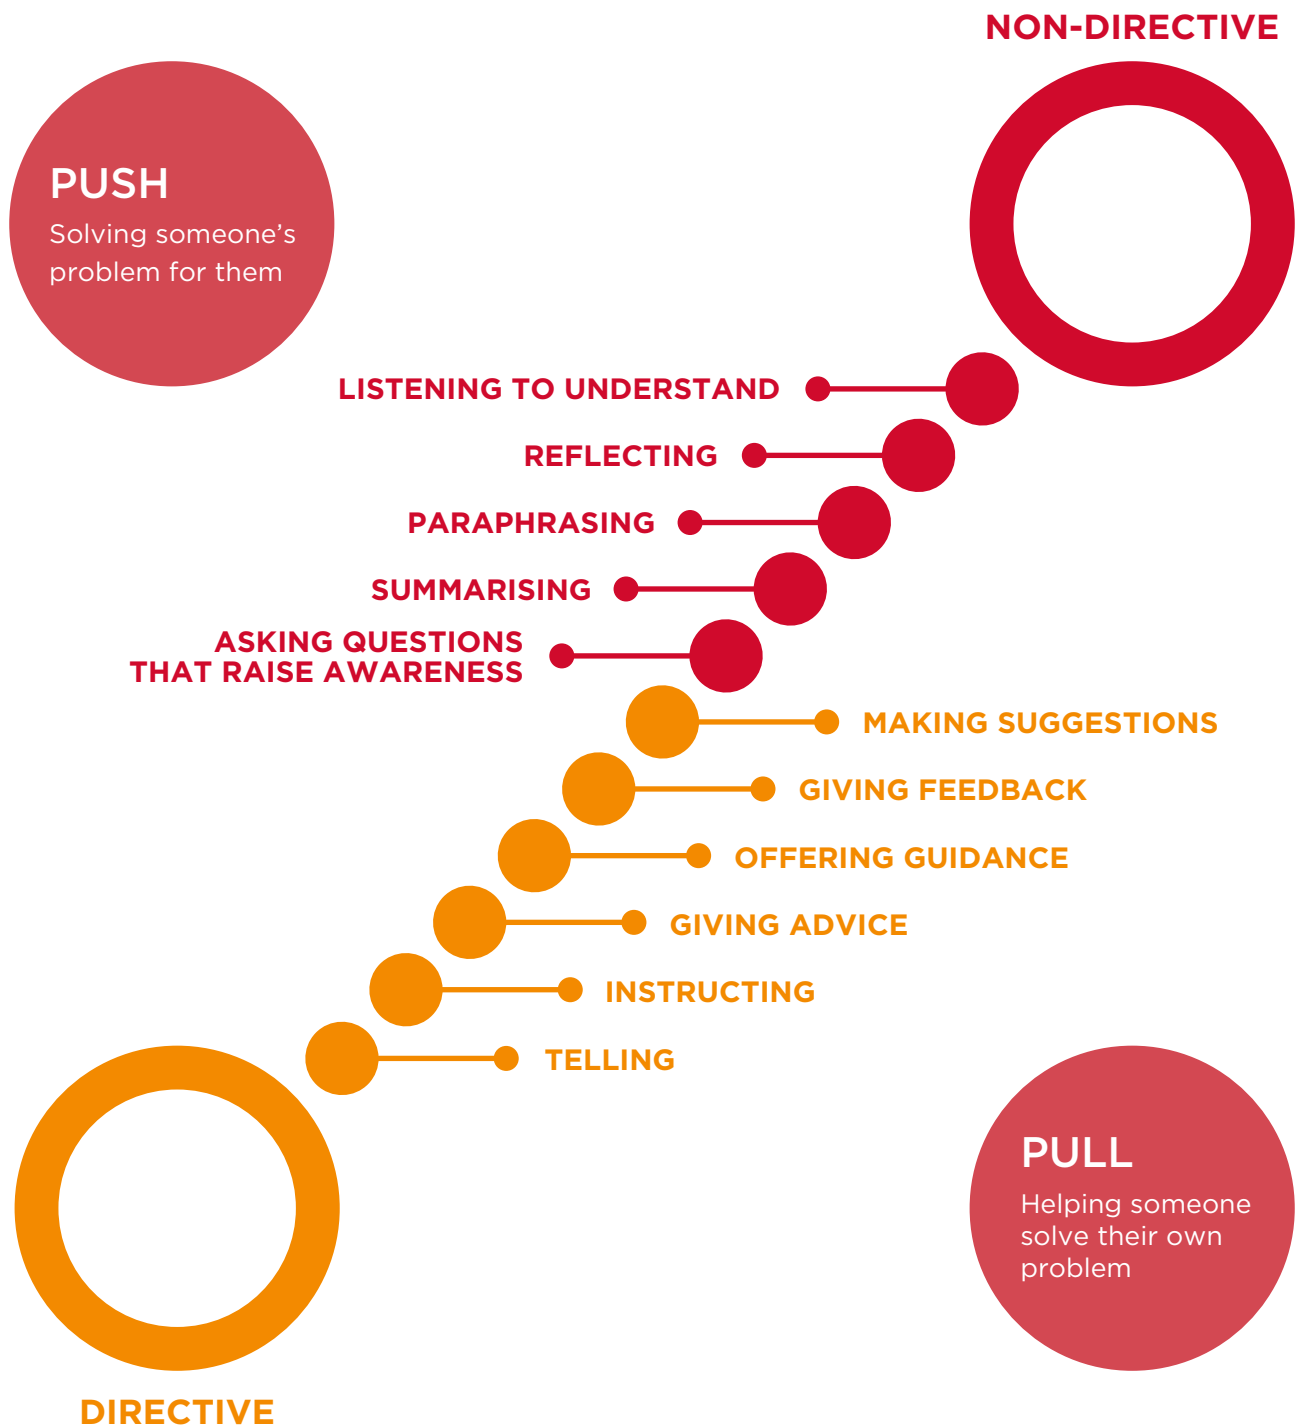 NON-DIRECTIVE
PUSH
Solving someone’s
problem for them
LISTENING TO UNDERSTAND
REFLECTING
PARAPHRASING
SUMMARISING
ASKING QUESTIONS
THAT RAISE AWARENESS
MAKING SUGGESTIONS
GIVING FEEDBACK
OFFERING GUIDANCE
GIVING ADVICE
INSTRUCTING
TELLING
PULL
Helping someone
solve their own
problem
DIRECTIVE